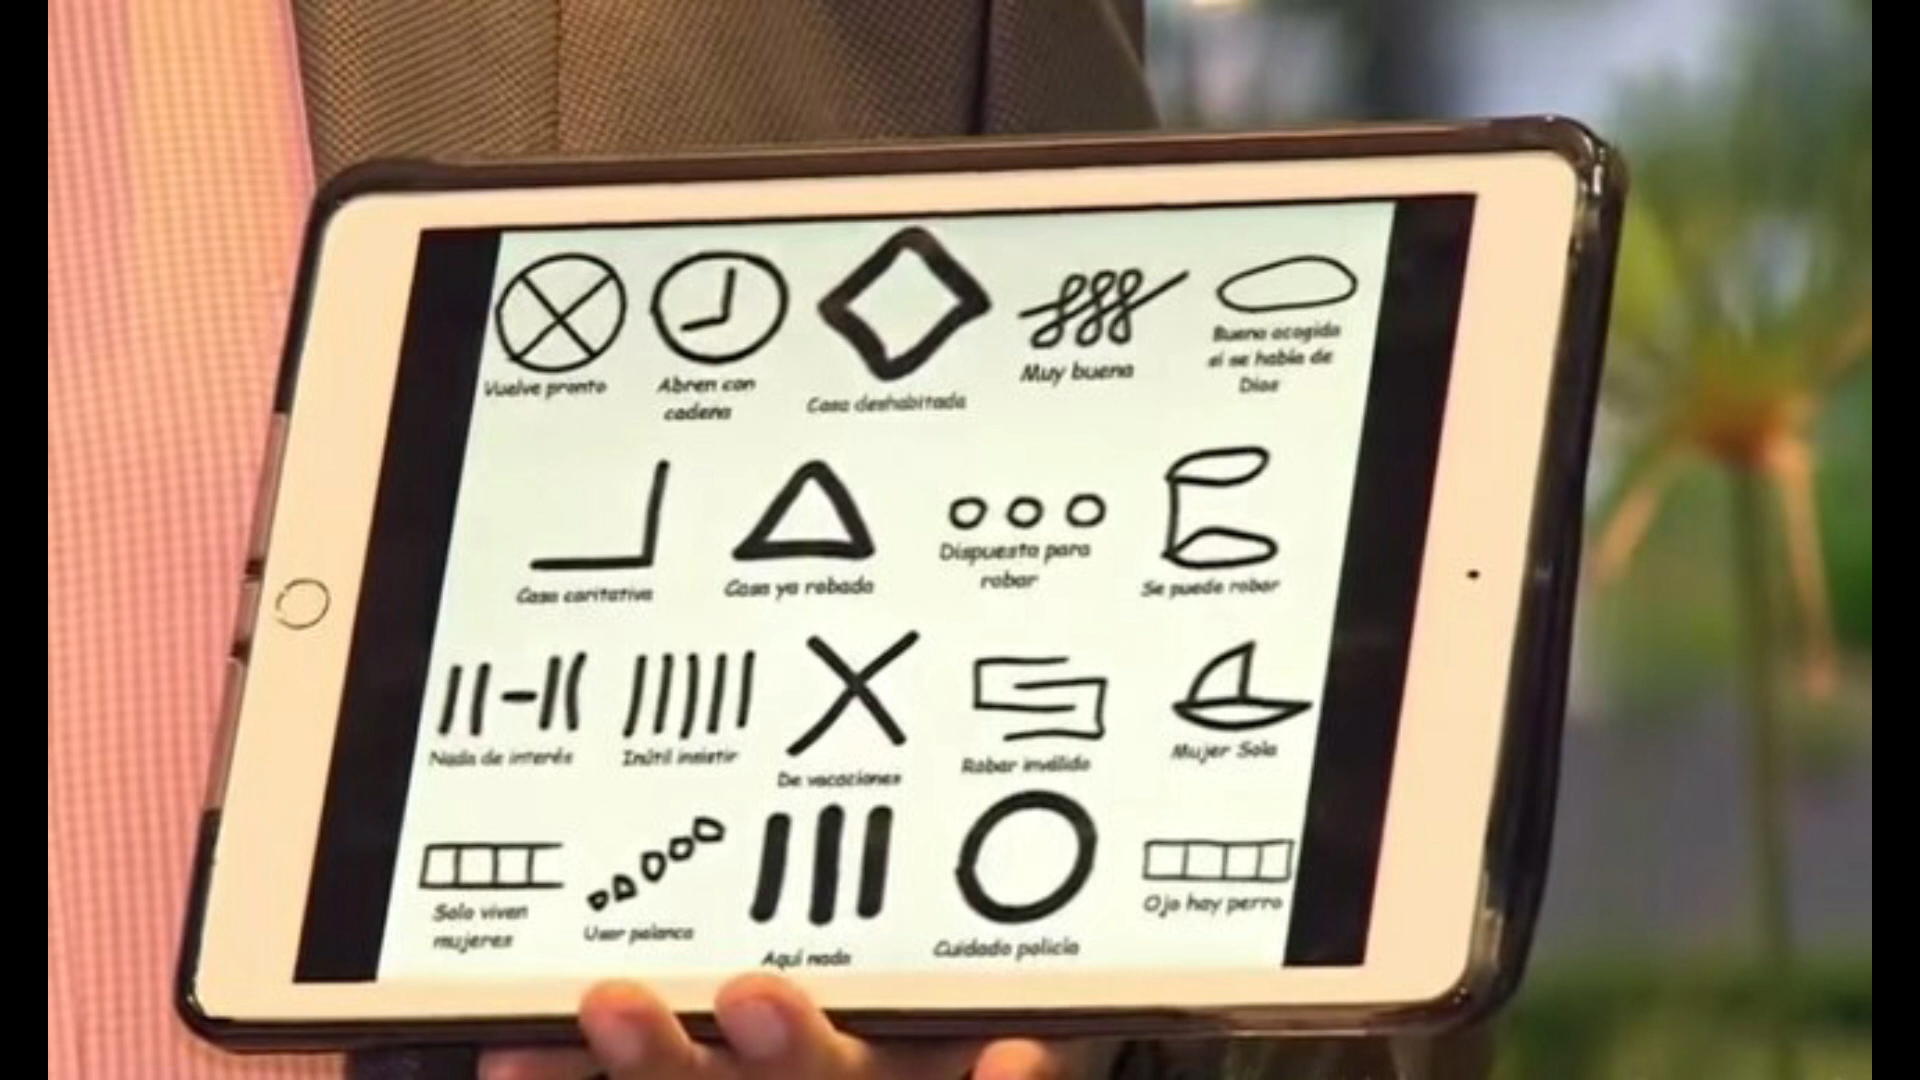 Vuelve pronto
Abren con
cadena
Casa deshabitada
Muy buena
Buena acogida
si se habla de
Dios
Casa caritativa
Casa ya robada
Dispuesta para
robar
Se puede robar
Nada de interés
Inútil insistir
De vacaciones
Robar inválido
Mujer Sola
Solo viven
mujeres
Usar palanca
Aquí nada
Cuidado policía
Ojo hay perro